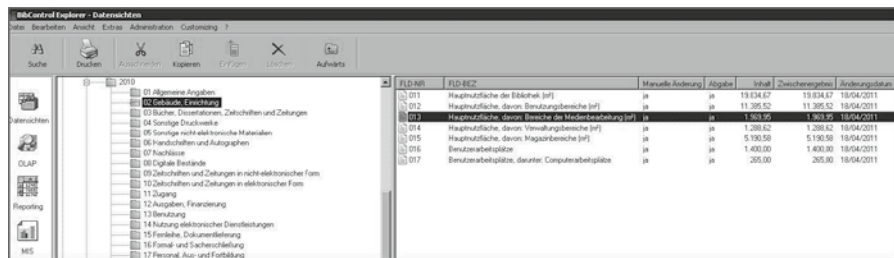 BibControl Explorer - Datensichten
Datei Bearbeiten Ansicht Extras Administration Customizing ?
Suche Drucken Ausschneiden Kopieren Einfügen Löschen Aufwärts
Datensichten
OLAP
Reporting
MIS
2010
01 Allgemeine Angaben
02 Gebäude, Einrichtung
03 Bücher, Dissertationen, Zeitschriften und Zeitungen
04 Sonstige Druckwerke
05 Sonstige nicht-elektronische Materialien
06 Handschriften und Autographen
07 Nachlässe
08 Digitale Bestände
09 Zeitschriften und Zeitungen in nicht-elektronischer Form
10 Zeitschriften und Zeitungen in elektronischer Form
11 Zugang
12 Ausgaben, Finanzierung
13 Benutzung
14 Nutzung elektronischer Dienstleistungen
15 Fernleihe, Dokumentlieferung
16 Formal- und Sacherschließung
17 Personal, Aus- und Fortbildung
FLD-NR FLD-BEZ Manuelle Änderung Abgabe Inhalt Zwischenergebnis Änderungsdatum
011 Hauptnutzfläche der Bibliothek (m²) ja ja 19.834,67 19.834,67 18/04/2011
012 Hauptnutzfläche, davon: Benutzungsbereiche (m²) ja ja 11.385,52 11.385,52 18/04/2011
013 Hauptnutzfläche, davon: Bereiche der Medienbearbeitung (m²) ja ja 1.969,95 1.969,95 18/04/2011
014 Hauptnutzfläche, davon: Verwaltungsbereiche (m²) ja ja 1.288,62 1.288,62 18/04/2011
015 Hauptnutzfläche, davon: Magazinbereiche (m²) ja ja 5.190,58 5.190,58 18/04/2011
016 Benutzerarbeitsplätze ja ja 1.400,00 1.400,00 18/04/2011
017 Benutzerarbeitsplätze, darunter: Computerarbeitsplätze ja ja 265,00 265,00 18/04/2011